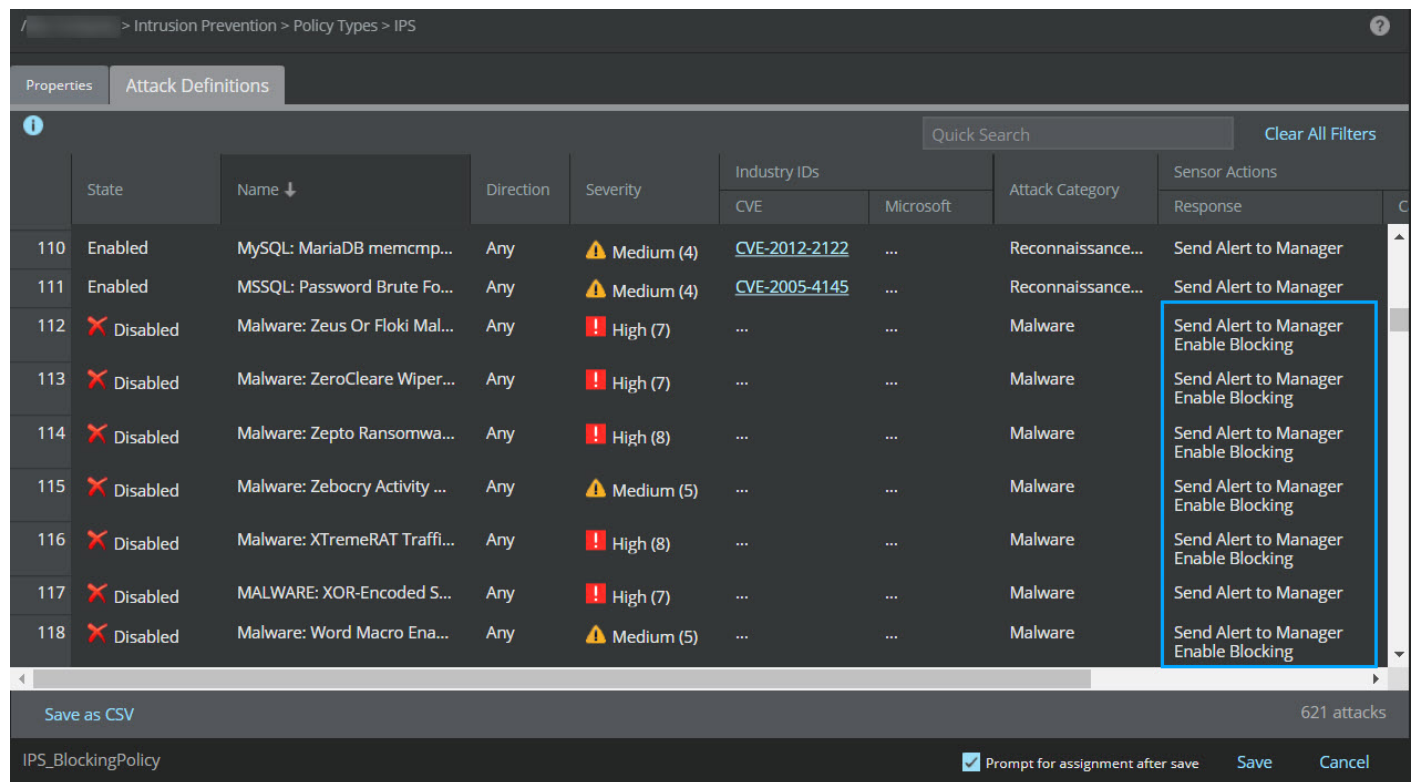 / > Intrusion Prevention > Policy Types > IPS
?
Properties Attack Definitions
i Quick Search Clear All Filters
Industry IDs Sensor Actions
State Name Direction Severity Attack Category
CVE Microsoft Response C
110 Enabled MySQL: MariaDB memcmp... Any Medium (4) CVE-2012-2122 ... Reconnaissance... Send Alert to Manager
111 Enabled MSSQL: Password Brute Fo... Any Medium (4) CVE-2005-4145 ... Reconnaissance... Send Alert to Manager
112 Disabled Malware: Zeus Or Floki Mal... Any High (7) ... ... Malware Send Alert to Manager
Enable Blocking
113 Disabled Malware: ZeroCleare Wiper... Any High (7) ... ... Malware Send Alert to Manager
Enable Blocking
114 Disabled Malware: Zepto Ransomwa... Any High (8) ... ... Malware Send Alert to Manager
Enable Blocking
115 Disabled Malware: Zebocry Activity ... Any Medium (5) ... ... Malware Send Alert to Manager
Enable Blocking
116 Disabled Malware: XTremeRAT Traffi... Any High (8) ... ... Malware Send Alert to Manager
Enable Blocking
117 Disabled MALWARE: XOR-Encoded S... Any High (7) ... ... Malware Send Alert to Manager
118 Disabled Malware: Word Macro Ena... Any Medium (5) ... ... Malware Send Alert to Manager
Enable Blocking
Save as CSV 621 attacks
IPS_BlockingPolicy Prompt for assignment after save Save Cancel